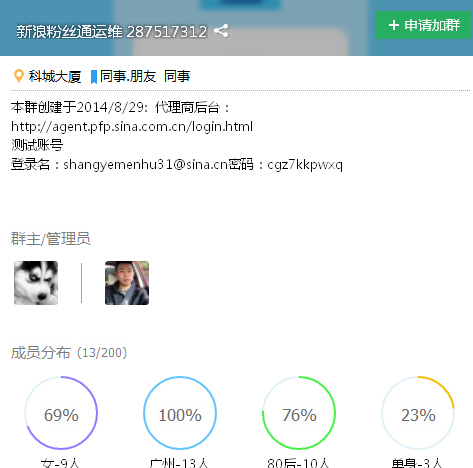 新浪粉丝通运维 287517312
+ 申请加群
科城大厦 同事.朋友 同事
本群创建于2014/8/29: 代理商后台：
http://agent.pfp.sina.com.cn/login.html
测试账号
登录名：shangyemenhu31@sina.cn密码：cgz7kkpwxq
群主/管理员
成员分布 (13/200)
69% 100% 76% 23%
女-9人 广州-13人 80后-10人 单身-3人